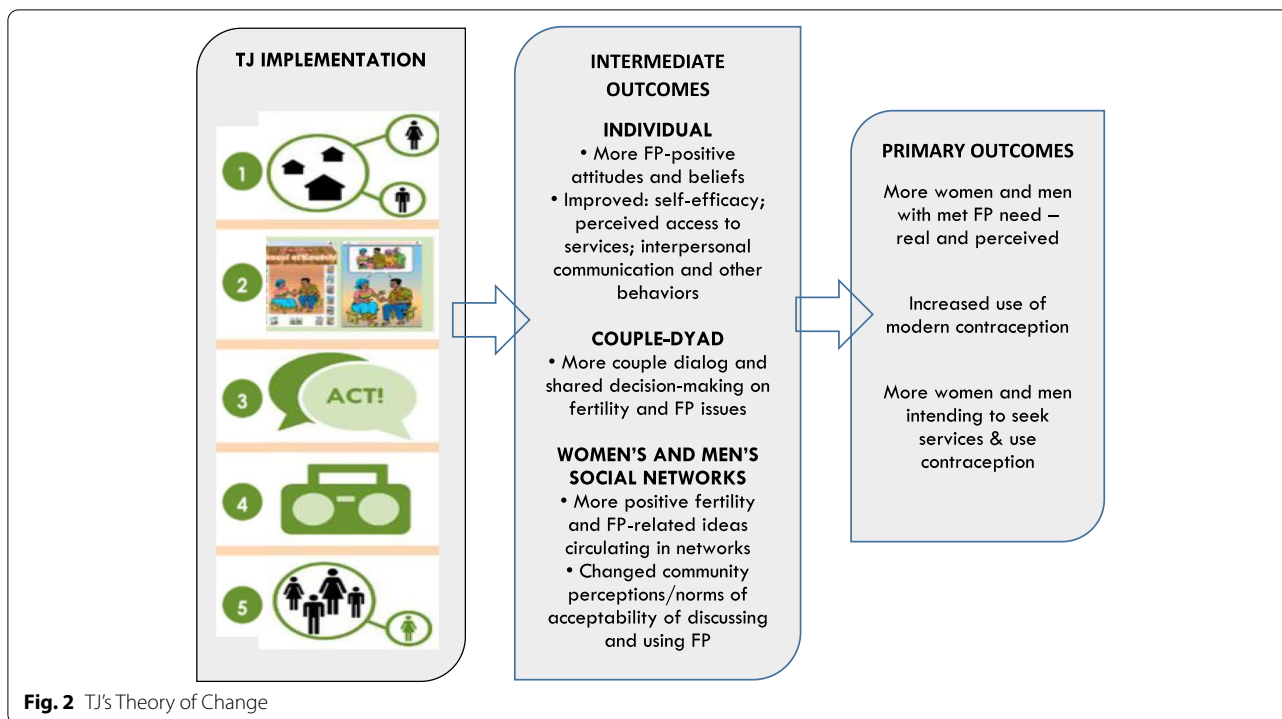 TJ IMPLEMENTATION
1
2
3
ACT!
4
5
INTERMEDIATE
OUTCOMES
INDIVIDUAL
• More FP-positive
attitudes and beliefs
• Improved: self-efficacy;
perceived access to
services; interpersonal
communication and other
behaviors
COUPLE-DYAD
• More couple dialog and
shared decision-making on
fertility and FP issues
WOMEN'S AND MEN'S
SOCIAL NETWORKS
• More positive fertility
and FP-related ideas
circulating in networks
• Changed community
perceptions/norms of
acceptability of discussing
and using FP
PRIMARY OUTCOMES
More women and men
with met FP need –
real and perceived
Increased use of
modern contraception
More women and men
intending to seek
services & use
contraception
Fig. 2 TJ's Theory of Change